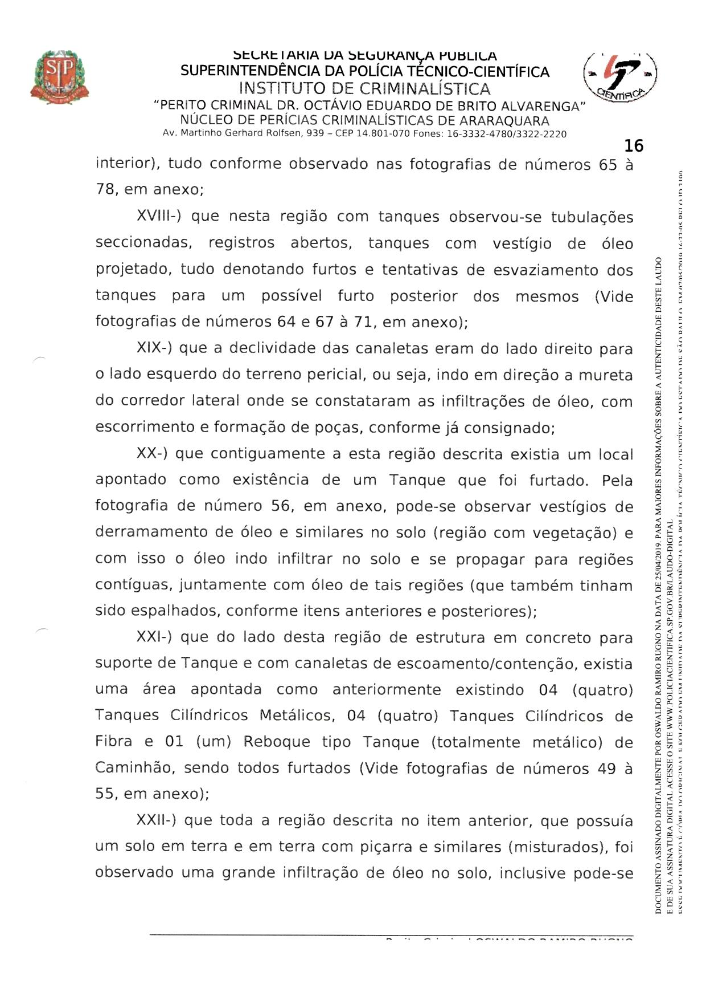 SECRETARIA DA SEGURANÇA PÚBLICA
SUPERINTENDÊNCIA DA POLÍCIA TÉCNICO-CIENTÍFICA
INSTITUTO DE CRIMINALÍSTICA
“PERITO CRIMINAL DR. OCTÁVIO EDUARDO DE BRITO ALVARENGA”
NÚCLEO DE PERÍCIAS CRIMINALÍSTICAS DE ARARAQUARA
Av. Martinho Gerhard Rolfsen, 939 – CEP 14.801-070 Fones: 16-3332-4780/3322-2220
SP
CIENTÍFICA
16
interior), tudo conforme observado nas fotografias de números 65 à
78, em anexo;
XVIII-) que nesta região com tanques observou-se tubulações
seccionadas, registros abertos, tanques com vestígio de óleo
projetado, tudo denotando furtos e tentativas de esvaziamento dos
tanques para um possível furto posterior dos mesmos (Vide
fotografias de números 64 e 67 à 71, em anexo);
XIX-) que a declividade das canaletas eram do lado direito para
o lado esquerdo do terreno pericial, ou seja, indo em direção a mureta
do corredor lateral onde se constataram as infiltrações de óleo, com
escorrimento e formação de poças, conforme já consignado;
XX-) que contiguamente a esta região descrita existia um local
apontado como existência de um Tanque que foi furtado. Pela
fotografia de número 56, em anexo, pode-se observar vestígios de
derramamento de óleo e similares no solo (região com vegetação) e
com isso o óleo indo infiltrar no solo e se propagar para regiões
contíguas, juntamente com óleo de tais regiões (que também tinham
sido espalhados, conforme itens anteriores e posteriores);
XXI-) que do lado desta região de estrutura em concreto para
suporte de Tanque e com canaletas de escoamento/contenção, existia
uma área apontada como anteriormente existindo 04 (quatro)
Tanques Cilíndricos Metálicos, 04 (quatro) Tanques Cilíndricos de
Fibra e 01 (um) Reboque tipo Tanque (totalmente metálico) de
Caminhão, sendo todos furtados (Vide fotografias de números 49 à
55, em anexo);
XXII-) que toda a região descrita no item anterior, que possuía
um solo em terra e em terra com piçarra e similares (misturados), foi
observado uma grande infiltração de óleo no solo, inclusive pode-se
Perito Criminal OSWALDO RAMIRO RUGNO
DOCUMENTO ASSINADO DIGITALMENTE POR OSWALDO RAMIRO RUGNO NA DATA DE 25/04/2019. PARA MAIORES INFORMAÇÕES SOBRE A AUTENTICIDADE DESTE LAUDO
E DE SUA ASSINATURA DIGITAL ACESSE O SITE WWW.POLICIACIENTIFICA.SP.GOV.BR/LAUDO-DIGITAL
ESSE DOCUMENTO É CÓPIA DO ORIGINAL E FOI GERADO EM UNIDADE DA SUPERINTENDÊNCIA DA POLÍCIA TÉCNICO CIENTÍFICA DO ESTADO DE SÃO PAULO, EM 07/05/2019 16:33:06 PELO ID